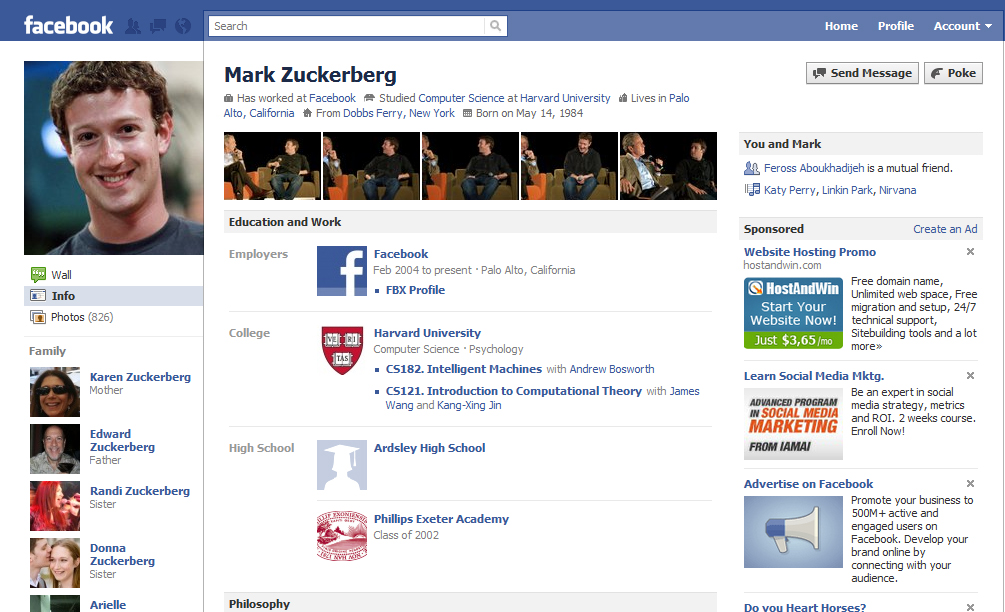 facebook
Search
Home Profile Account
Mark Zuckerberg
Send Message
Poke
Has worked at Facebook Studied Computer Science at Harvard University Lives in Palo
Alto, California From Dobbs Ferry, New York Born on May 14, 1984
Wall
Info
Photos (826)
Family
Karen Zuckerberg
Mother
Edward
Zuckerberg
Father
Randi Zuckerberg
Sister
Donna
Zuckerberg
Sister
Arielle
Education and Work
Employers
Facebook
Feb 2004 to present · Palo Alto, California
FBX Profile
College
VE RI
TAS
Harvard University
Computer Science · Psychology
CS182. Intelligent Machines with Andrew Bosworth
CS121. Introduction to Computational Theory with James
Wang and Kang-Xing Jin
High School
Ardsley High School
Phillips Exeter Academy
Class of 2002
Philosophy
You and Mark
Feross Aboukhadijeh is a mutual friend.
Katy Perry, Linkin Park, Nirvana
Sponsored Create an Ad
Website Hosting Promo
hostandwin.com
HostAndWin
Start Your
Website Now!
Just $3,65/mo
Free domain name,
Unlimited web space, Free
migration and setup, 24/7
technical support,
Sitebuilding tools and a lot
more»
Learn Social Media Mktg.
ADVANCED PROGRAM
IN SOCIAL MEDIA
MARKETING
FROM IAMAI
Be an expert in social
media strategy, metrics
and ROI. 2 weeks course.
Enroll Now!
Advertise on Facebook
Promote your business to
500M+ active and
engaged users on
Facebook. Develop your
brand online by
connecting with your
audience.
Do you Heart Horses?